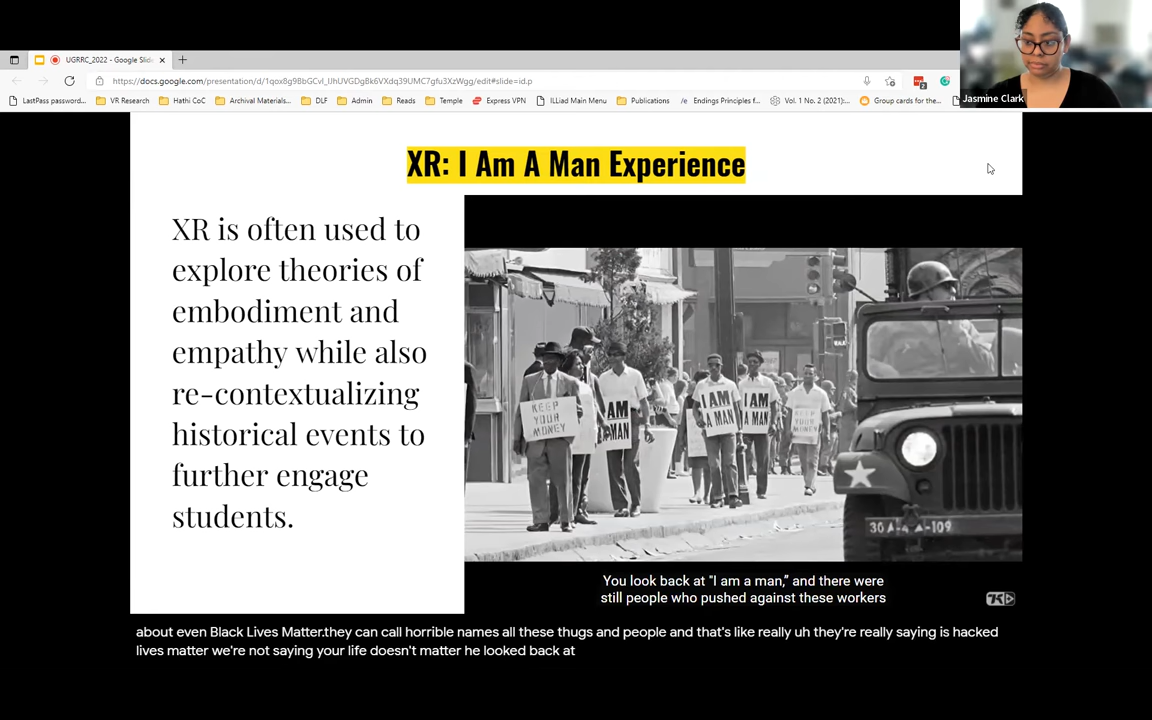 UGRRC_2022 - Google Slid
https://docs.google.com/presentation/d/1qox8g9BbGCvI_IJhUVGDgBk6VXdq39UMC7gfu3XzWgg/edit#slide=id.p
LastPass password... VR Research Hathi CoC Archival Materials... DLF Admin Reads Temple Express VPN ILLiad Main Menu Publications Endings Principles f... Vol. 1 No. 2 (2021):... Group cards for the...
Jasmine Clark
XR: I Am A Man Experience
XR is often used to
explore theories of
embodiment and
empathy while also
re-contextualizing
historical events to
further engage
students.
WALK
KEEP
YOUR
MONEY
AM
MAN
I AM
A MAN
I AM
A MAN
KEEP
YOUR
MONEY
You look back at "I am a man," and there were
still people who pushed against these workers
about even Black Lives Matter.they can call horrible names all these thugs and people and that's like really uh they're really saying is hacked
lives matter we're not saying your life doesn't matter he looked back at